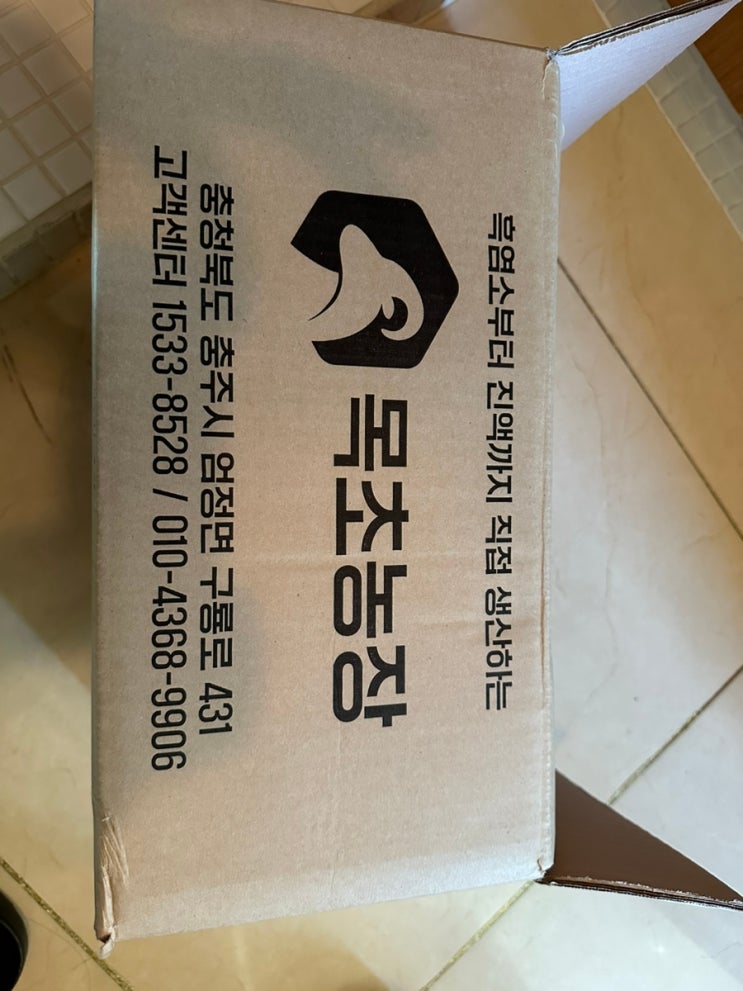 흑염소부터 진액까지 직접 생산하는
목초농장
충청북도 충주시 엄정면 구룡로 431
고객센터 1533-8528 / 010-4368-9906